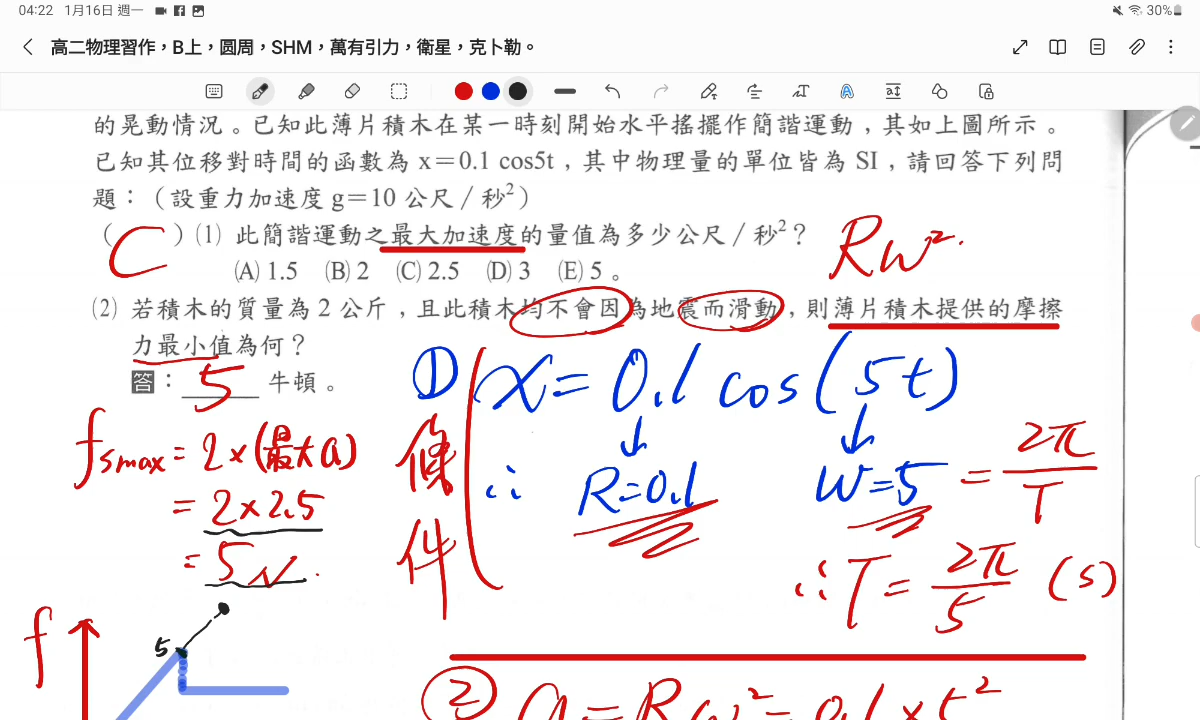 04:22 1月16日 週一 30%
高二物理習作，B上，圓周，SHM，萬有引力，衛星，克卜勒。
的晃動情況。已知此薄片積木在某一時刻開始水平搖擺作簡諧運動，其如上圖所示。
已知其位移對時間的函數為 x＝0.1 cos5t，其中物理量的單位皆為 SI，請回答下列問
題：（設重力加速度 g＝10 公尺／秒²）
（C）(1) 此簡諧運動之最大加速度的量值為多少公尺／秒²？
Rw².
(A) 1.5 (B) 2 (C) 2.5 (D) 3 (E) 5。
(2) 若積木的質量為 2 公斤，且此積木均不會因為地震而滑動，則薄片積木提供的摩擦
力最小值為何？
答：5 牛頓。
① x = 0.1 cos(5t)
條件
∴ R=0.1 w=5 = 2π/T
∴ T = 2π/5 (s)
fsmax = 2×(最大a)
= 2×2.5
= 5N.
f
5
② a = Rw² = 0.1×5²